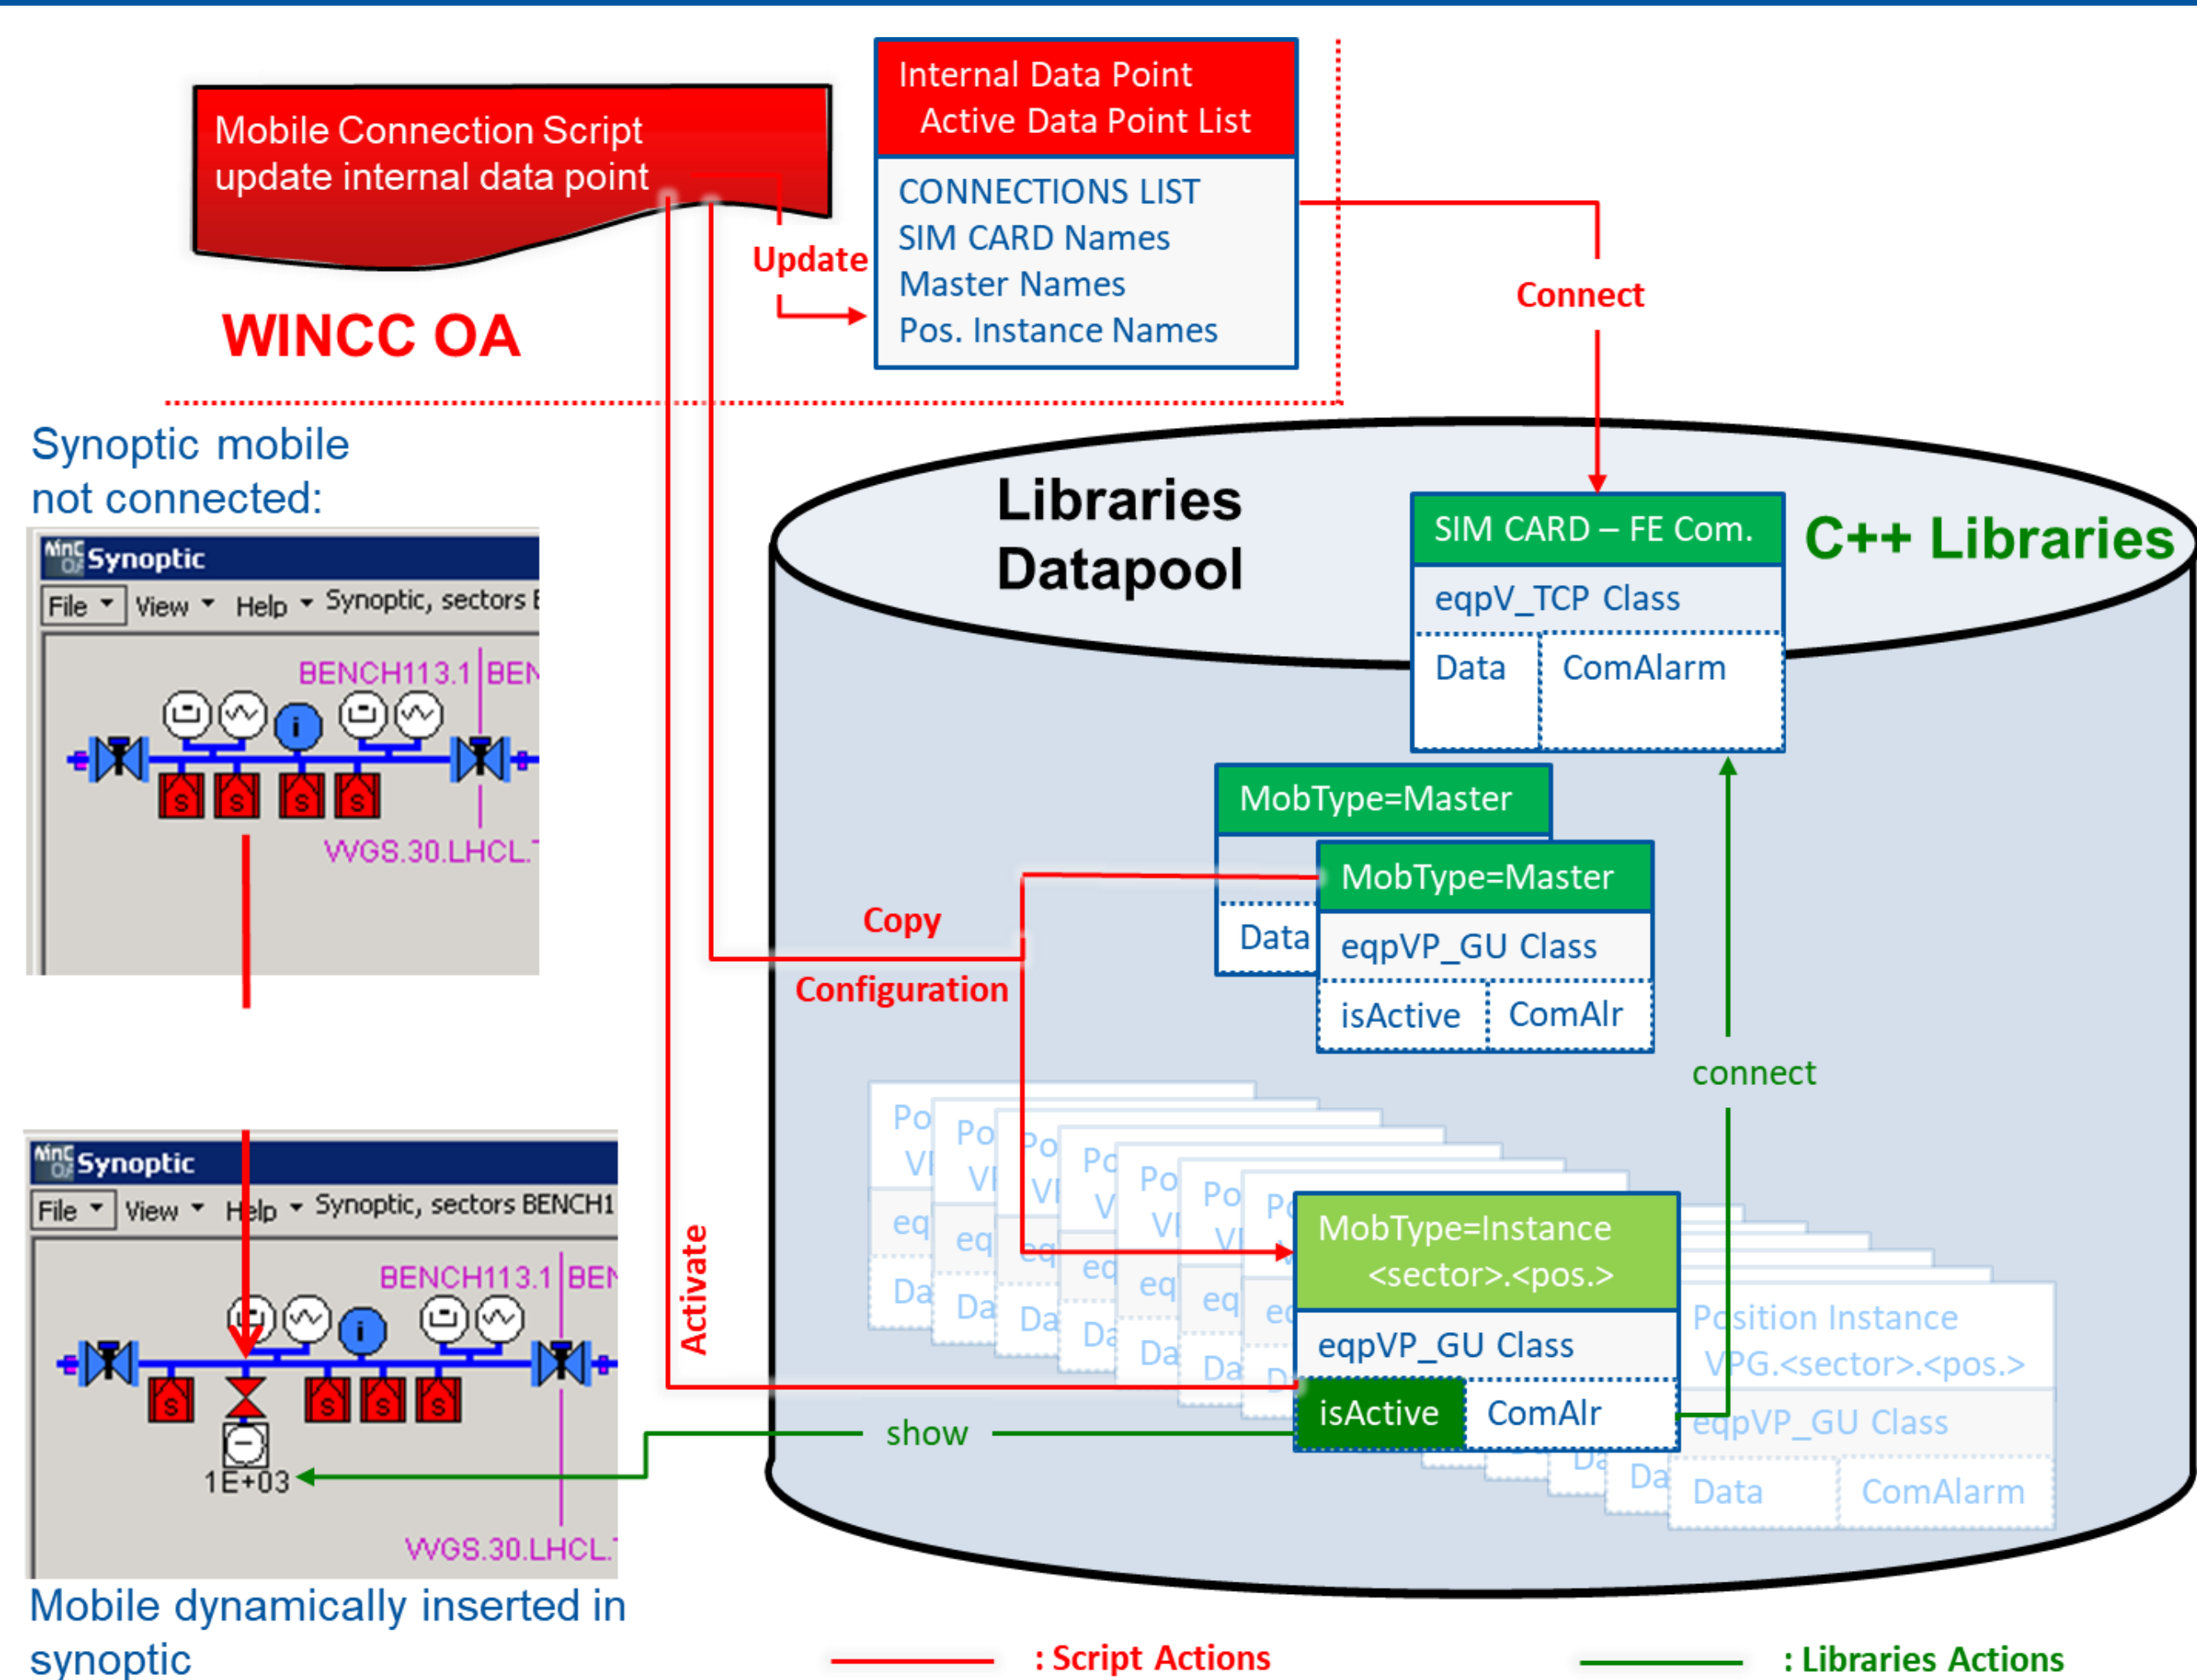 Mobile Connection Script
update internal data point
WINCC OA
Internal Data Point
Active Data Point List
CONNECTIONS LIST
SIM CARD Names
Master Names
Pos. Instance Names
Update
Connect
Synoptic mobile
not connected:
Synoptic
File View Help Synoptic, sectors
BENCH113.1
S S S S
VVGS.30.LHCL.
Libraries
Datapool
C++ Libraries
SIM CARD – FE Com.
eqpV_TCP Class
Data ComAlarm
MobType=Master
Data
MobType=Master
eqpVP_GU Class
isActive ComAlr
Copy
Configuration
connect
Activate
MobType=Instance
<sector>.<pos.>
eqpVP_GU Class
isActive ComAlr
Position Instance
VPG.<sector>.<pos.>
eqpVP_GU Class
Data ComAlarm
show
Synoptic
File View Help Synoptic, sectors BENCH1
BENCH113.1
S S S S
1E+03
VVGS.30.LHCL.
Mobile dynamically inserted in
synoptic
: Script Actions
: Libraries Actions